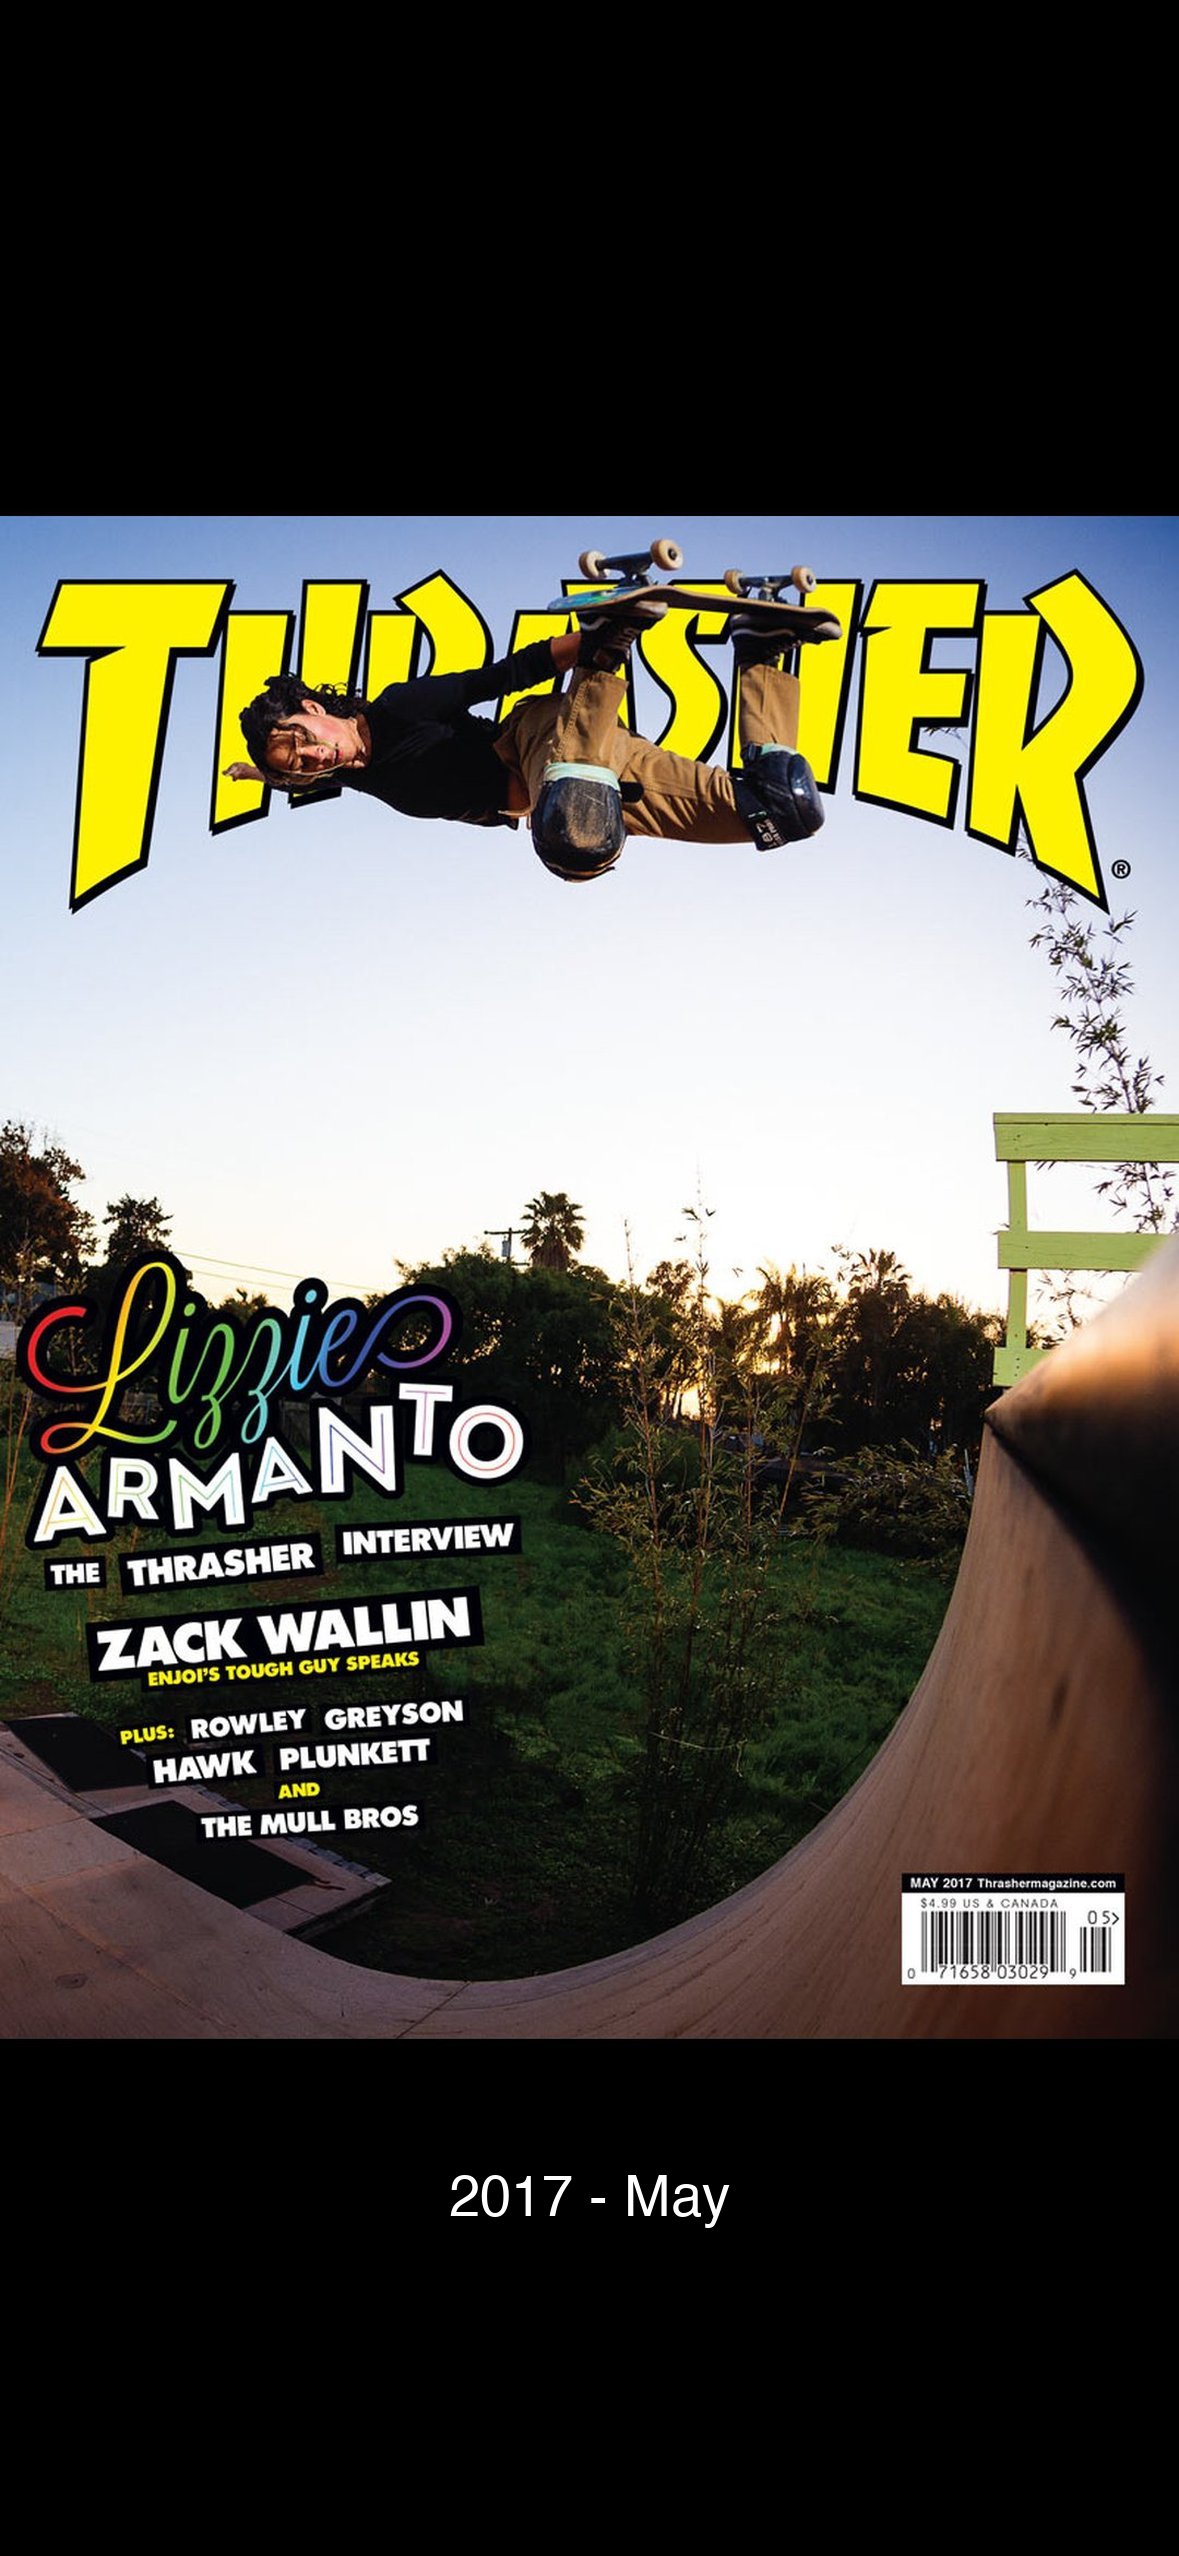 THRASHER®
Lizzie
ARMANTO
THE THRASHER INTERVIEW
ZACK WALLIN
ENJOI'S TOUGH GUY SPEAKS
PLUS: ROWLEY GREYSON
HAWK PLUNKETT
AND
THE MULL BROS
187
MAY 2017 Thrashermagazine.com
$4.99 US & CANADA
05>
0 71658 03029 9
2017 - May